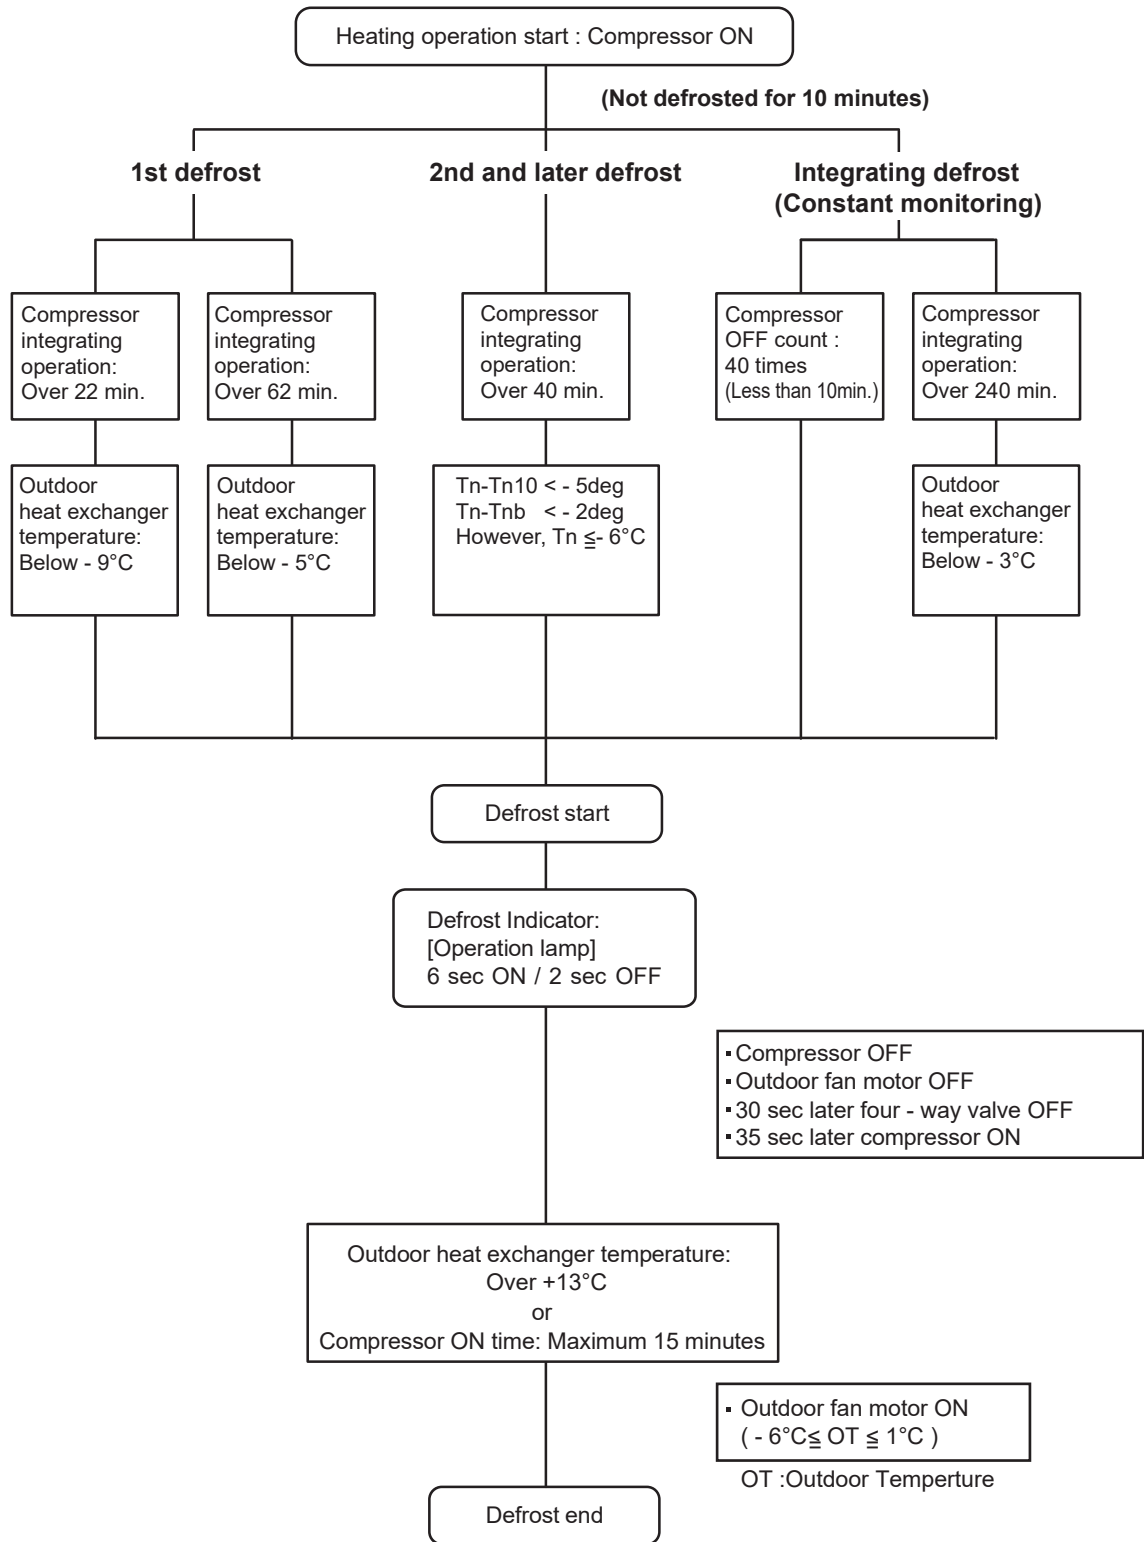 Heating operation start : Compressor ON
(Not defrosted for 10 minutes)
1st defrost
2nd and later defrost
Integrating defrost
(Constant monitoring)
Compressor
integrating
operation:
Over 22 min.
Compressor
integrating
operation:
Over 62 min.
Compressor
integrating
operation:
Over 40 min.
Compressor
OFF count :
40 times
(Less than 10min.)
Compressor
integrating
operation:
Over 240 min.
Outdoor
heat exchanger
temperature:
Below - 9°C
Outdoor
heat exchanger
temperature:
Below - 5°C
Tn-Tn10 < - 5deg
Tn-Tnb < - 2deg
However, Tn ≦- 6°C
Outdoor
heat exchanger
temperature:
Below - 3°C
Defrost start
Defrost Indicator:
[Operation lamp]
6 sec ON / 2 sec OFF
▪ Compressor OFF
▪ Outdoor fan motor OFF
▪ 30 sec later four - way valve OFF
▪ 35 sec later compressor ON
Outdoor heat exchanger temperature:
Over +13°C
or
Compressor ON time: Maximum 15 minutes
▪ Outdoor fan motor ON
( - 6°C≦ OT ≦ 1°C )
OT :Outdoor Temperture
Defrost end